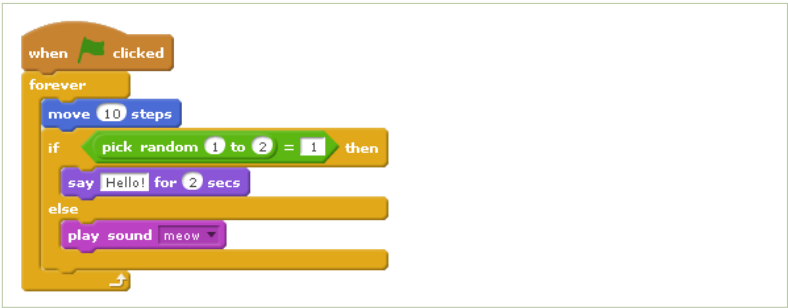 when clicked
forever
move 10 steps
if pick random 1 to 2 = 1 then
say Hello! for 2 secs
else
play sound meow